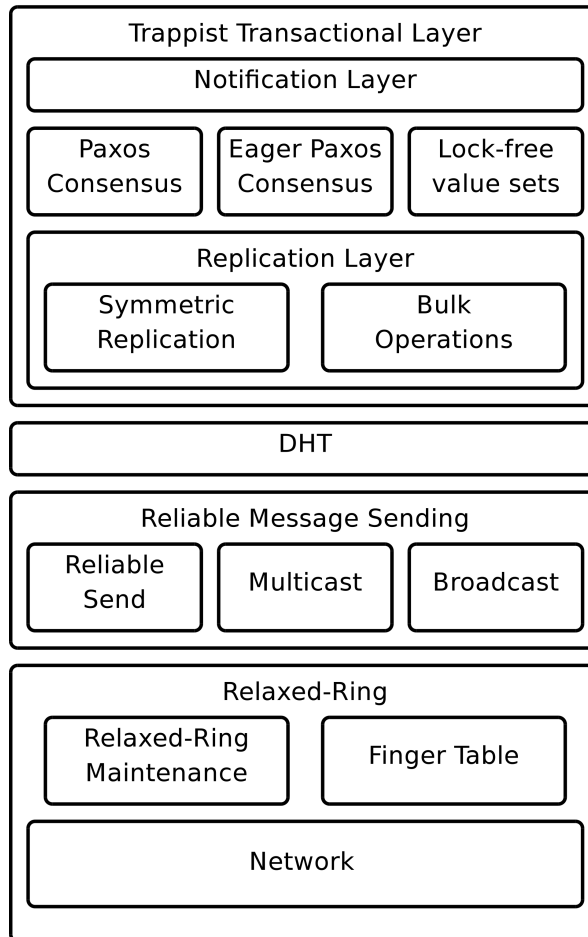 Trappist Transactional Layer
Notification Layer
Paxos
Consensus
Eager Paxos
Consensus
Lock-free
value sets
Replication Layer
Symmetric
Replication
Bulk
Operations
DHT
Reliable Message Sending
Reliable
Send
Multicast
Broadcast
Relaxed-Ring
Relaxed-Ring
Maintenance
Finger Table
Network